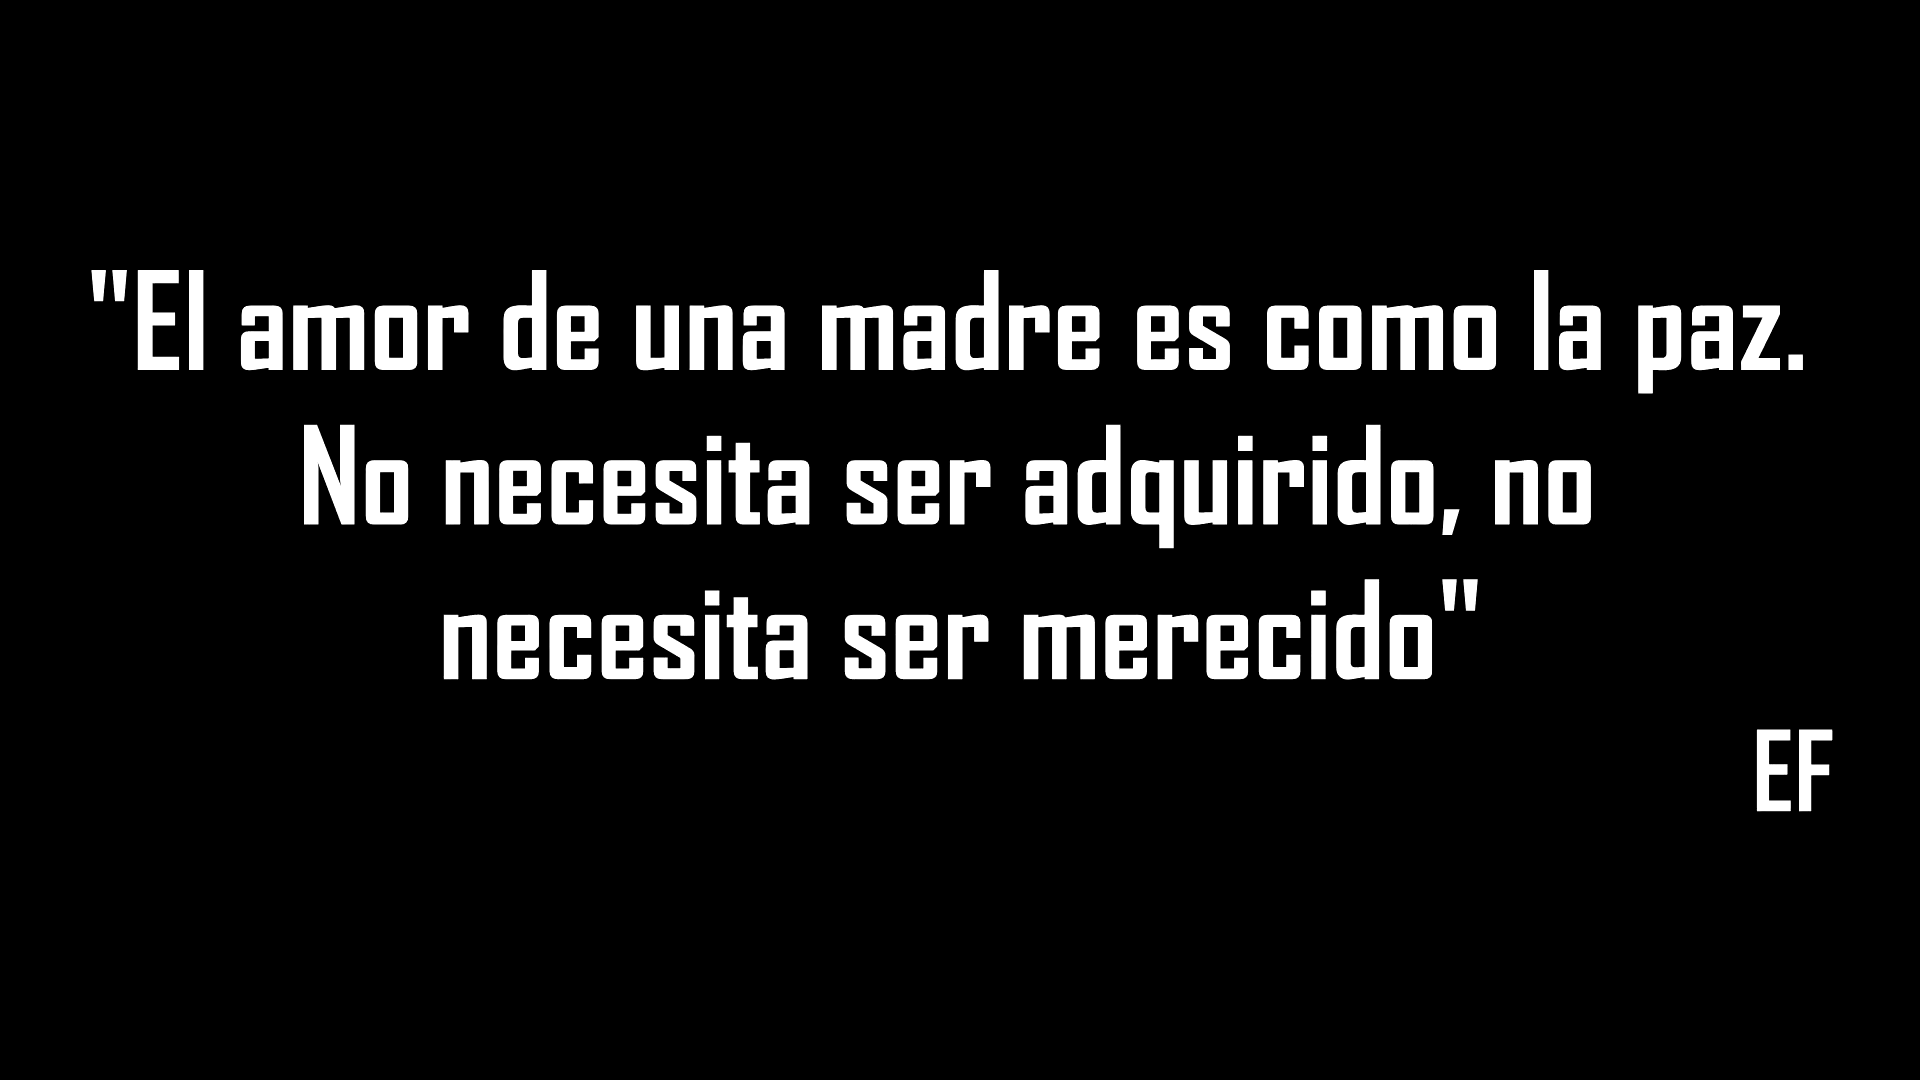 "El amor de una madre es como la paz.
No necesita ser adquirido, no
necesita ser merecido"
EF